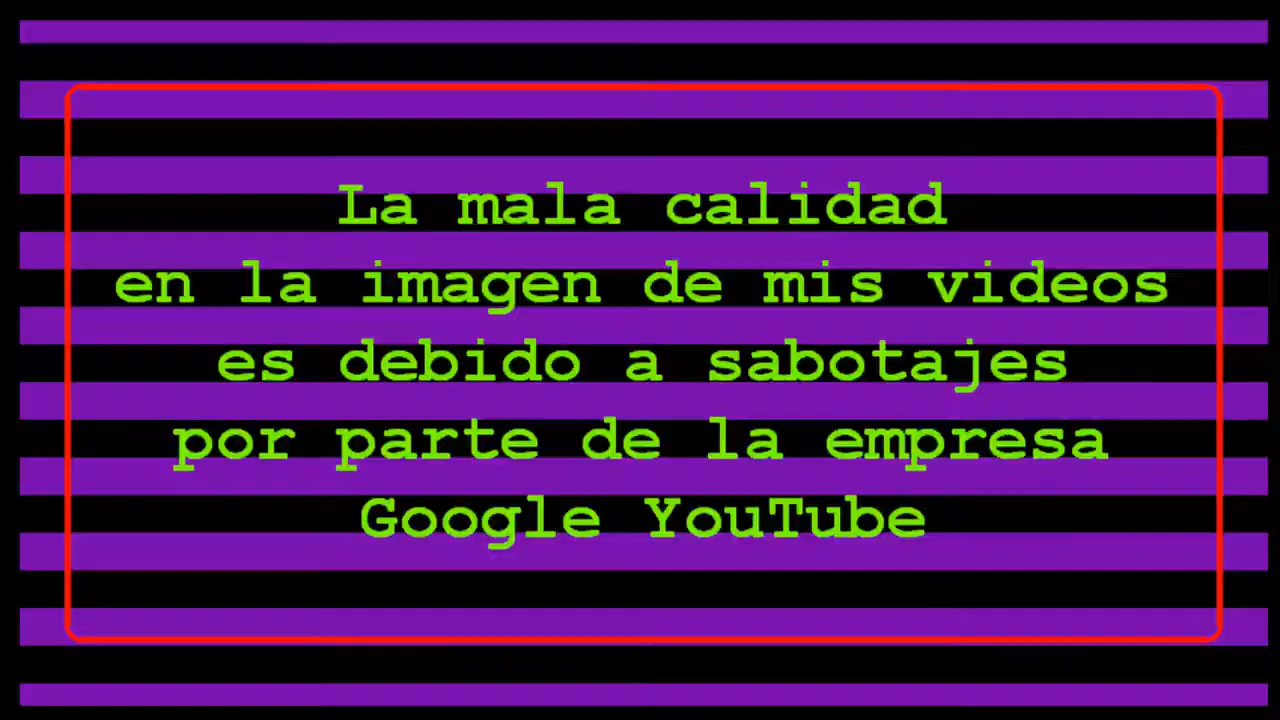 La mala calidad
en la imagen de mis videos
es debido a sabotajes
por parte de la empresa
Google YouTube